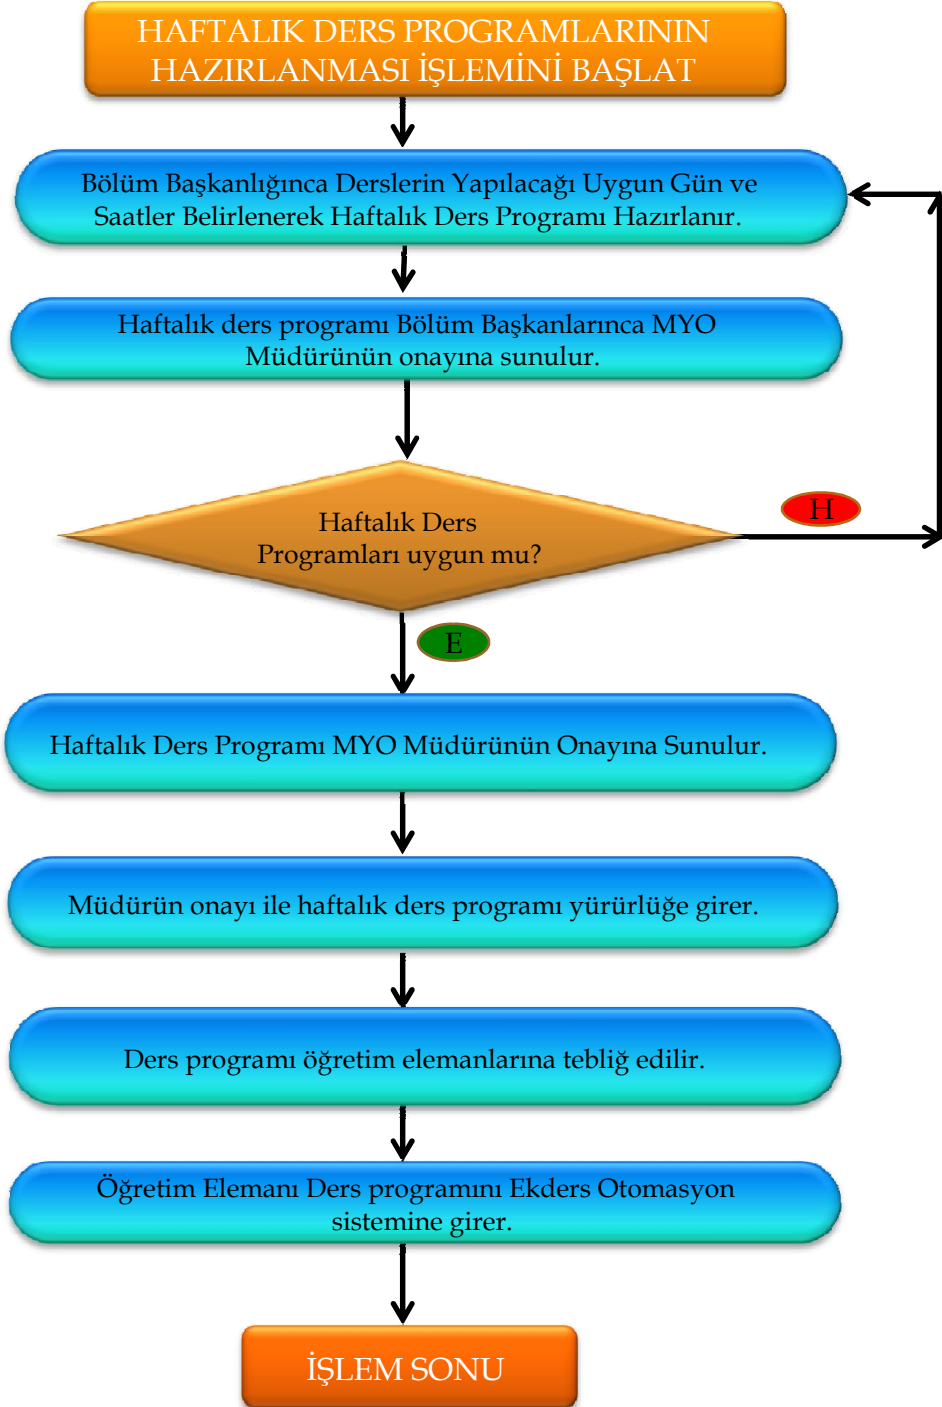 HAFTALIK DERS PROGRAMLARININ
HAZIRLANMASI İŞLEMİNİ BAŞLAT
Bölüm Başkanlığınca Derslerin Yapılacağı Uygun Gün ve
Saatler Belirlenerek Haftalık Ders Programı Hazırlanır.
Haftalık ders programı Bölüm Başkanlarınca MYO
Müdürünün onayına sunulur.
Haftalık Ders
Programları uygun mu?
H
E
Haftalık Ders Programı MYO Müdürünün Onayına Sunulur.
Müdürün onayı ile haftalık ders programı yürürlüğe girer.
Ders programı öğretim elemanlarına tebliğ edilir.
Öğretim Elemanı Ders programını Ekders Otomasyon
sistemine girer.
İŞLEM SONU